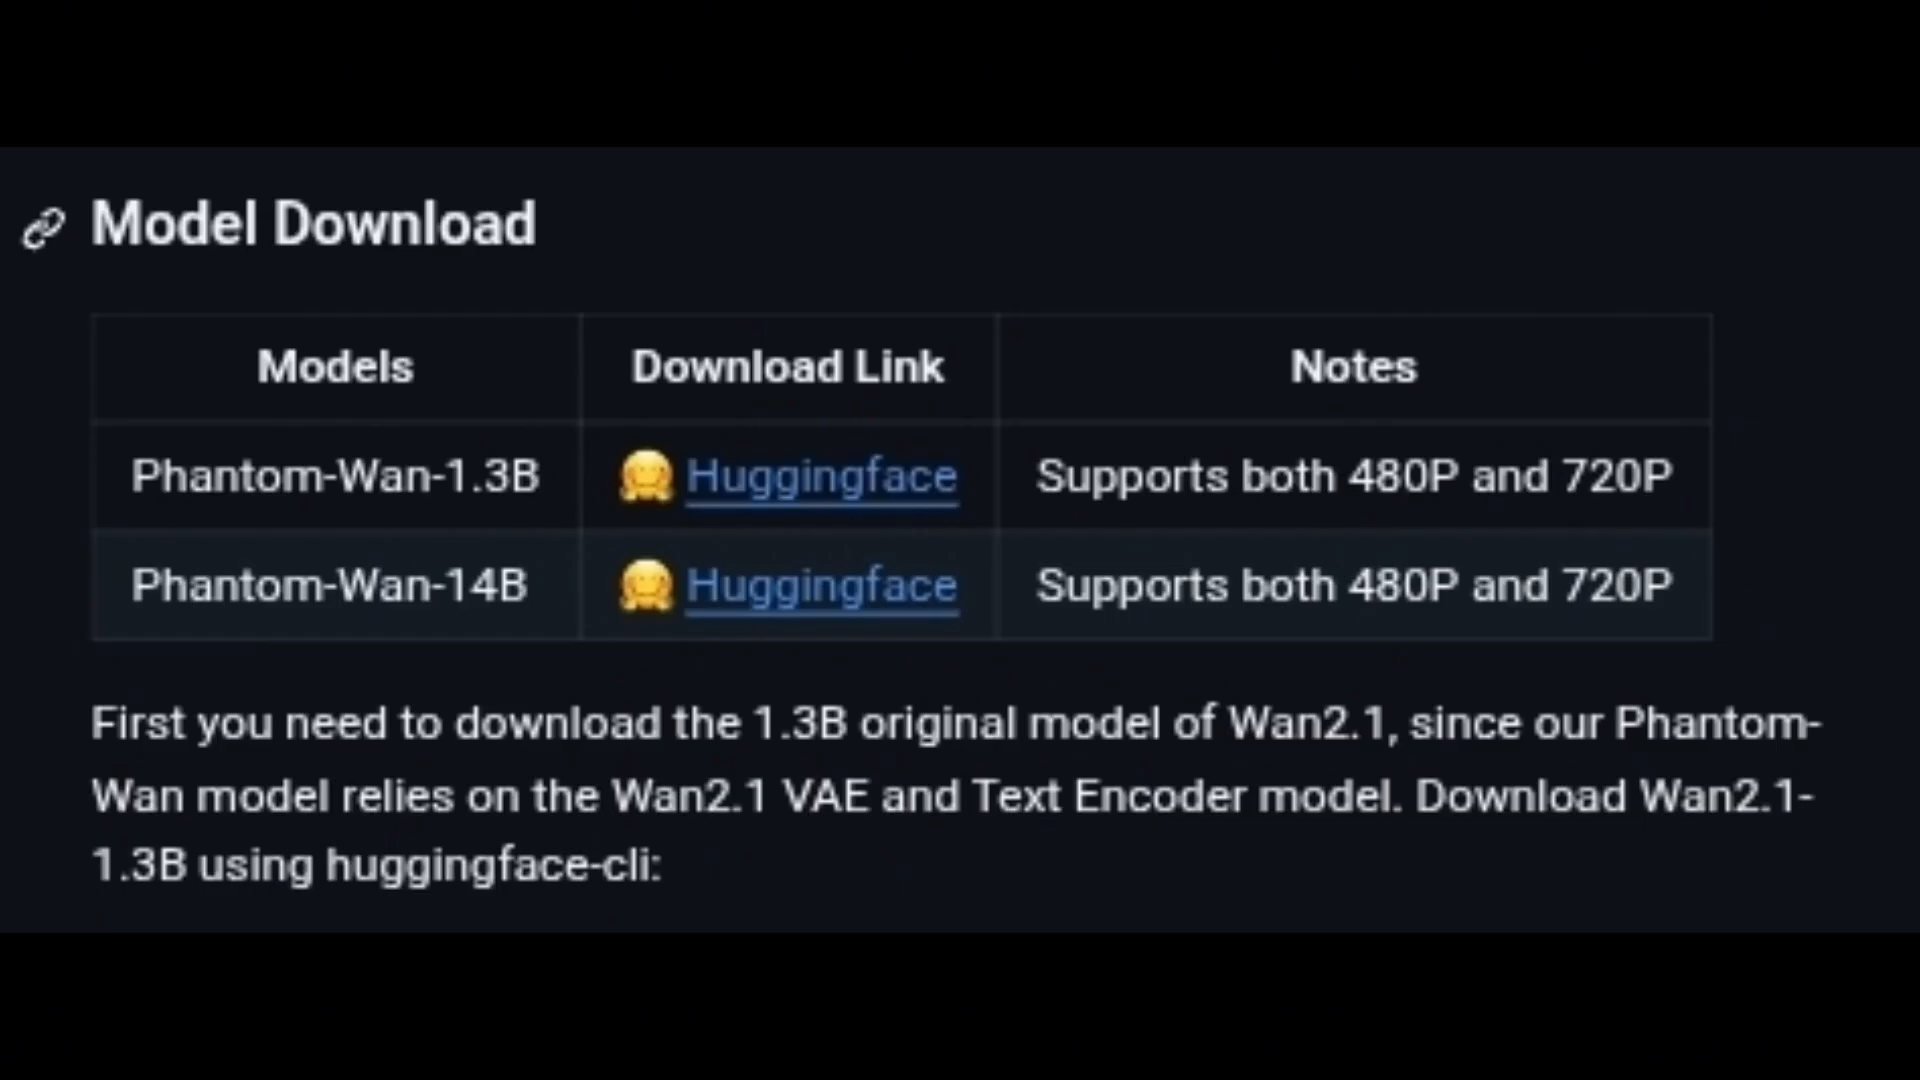 Model Download
Models Download Link Notes
Phantom-Wan-1.3B 🤗 Huggingface Supports both 480P and 720P
Phantom-Wan-14B 🤗 Huggingface Supports both 480P and 720P
First you need to download the 1.3B original model of Wan2.1, since our Phantom-
Wan model relies on the Wan2.1 VAE and Text Encoder model. Download Wan2.1-
1.3B using huggingface-cli: